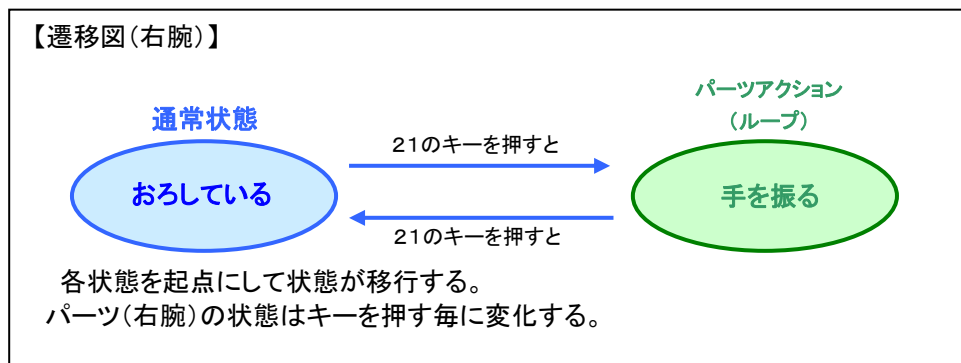 【遷移図(右腕)】
通常状態
パーツアクション
(ループ)
21のキーを押すと
おろしている
手を振る
21のキーを押すと
各状態を起点にして状態が移行する。
パーツ(右腕)の状態はキーを押す毎に変化する。